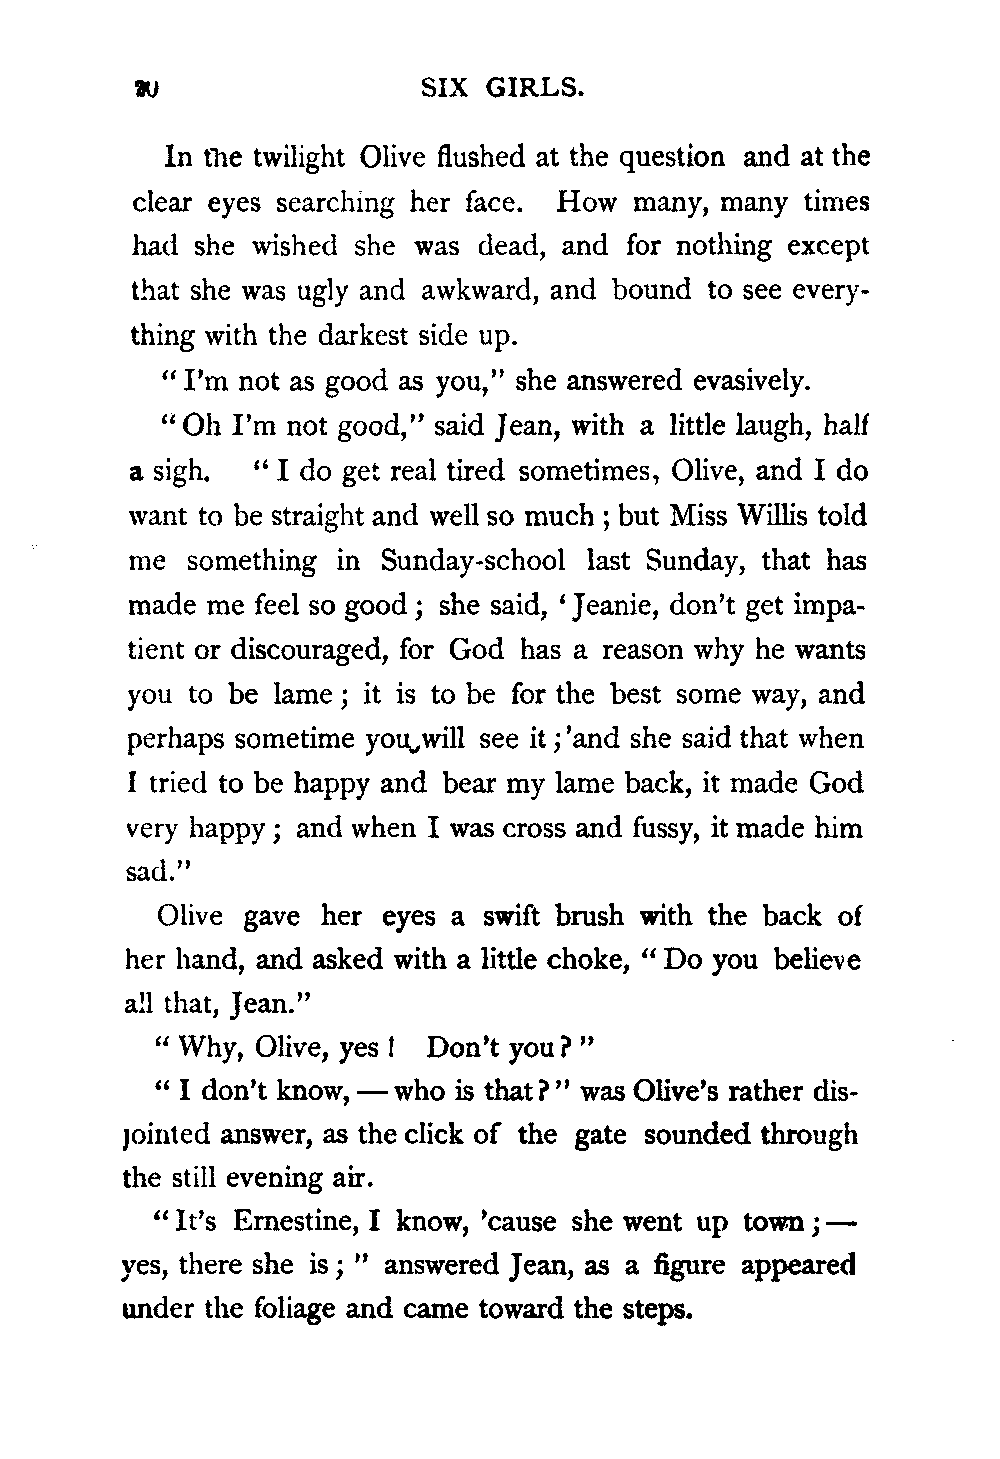 20 SIX GIRLS.
In the twilight Olive flushed at the question and at the
clear eyes searching her face. How many, many times
had she wished she was dead, and for nothing except
that she was ugly and awkward, and bound to see every-
thing with the darkest side up.
"I'm not as good as you," she answered evasively.
"Oh I'm not good," said Jean, with a little laugh, half
a sigh. "I do get real tired sometimes, Olive, and I do
want to be straight and well so much; but Miss Willis told
me something in Sunday-school last Sunday, that has
made me feel so good; she said, 'Jeanie, don't get impa-
tient or discouraged, for God has a reason why he wants
you to be lame; it is to be for the best some way, and
perhaps sometime you will see it;' and she said that when
I tried to be happy and bear my lame back, it made God
very happy; and when I was cross and fussy, it made him
sad."
Olive gave her eyes a swift brush with the back of
her hand, and asked with a little choke, "Do you believe
all that, Jean."
"Why, Olive, yes! Don't you?"
"I don't know, — who is that?" was Olive's rather dis-
jointed answer, as the click of the gate sounded through
the still evening air.
"It's Ernestine, I know, 'cause she went up town; —
yes, there she is;" answered Jean, as a figure appeared
under the foliage and came toward the steps.